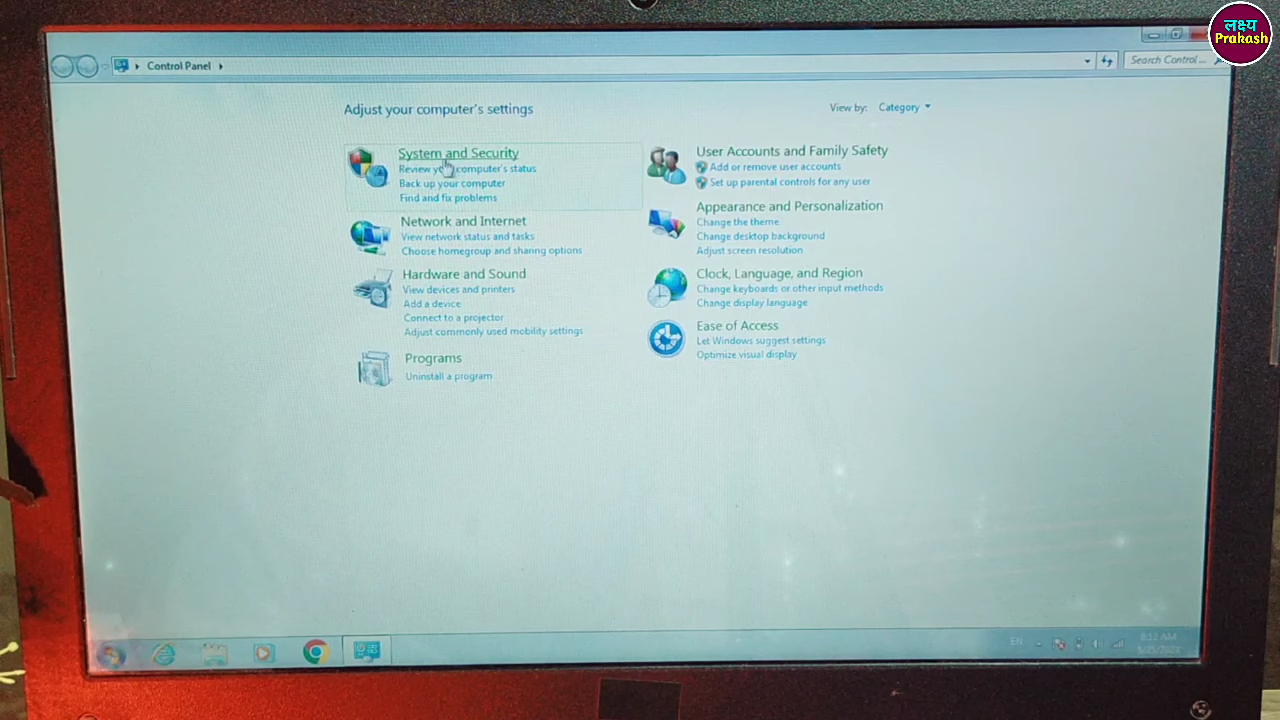 लक्ष्य
Prakash
Control Panel
Search Control ...
Adjust your computer's settings
View by: Category
System and Security
Review your computer's status
Back up your computer
Find and fix problems
Network and Internet
View network status and tasks
Choose homegroup and sharing options
Hardware and Sound
View devices and printers
Add a device
Connect to a projector
Adjust commonly used mobility settings
Programs
Uninstall a program
User Accounts and Family Safety
Add or remove user accounts
Set up parental controls for any user
Appearance and Personalization
Change the theme
Change desktop background
Adjust screen resolution
Clock, Language, and Region
Change keyboards or other input methods
Change display language
Ease of Access
Let Windows suggest settings
Optimize visual display
EN
8:12 AM